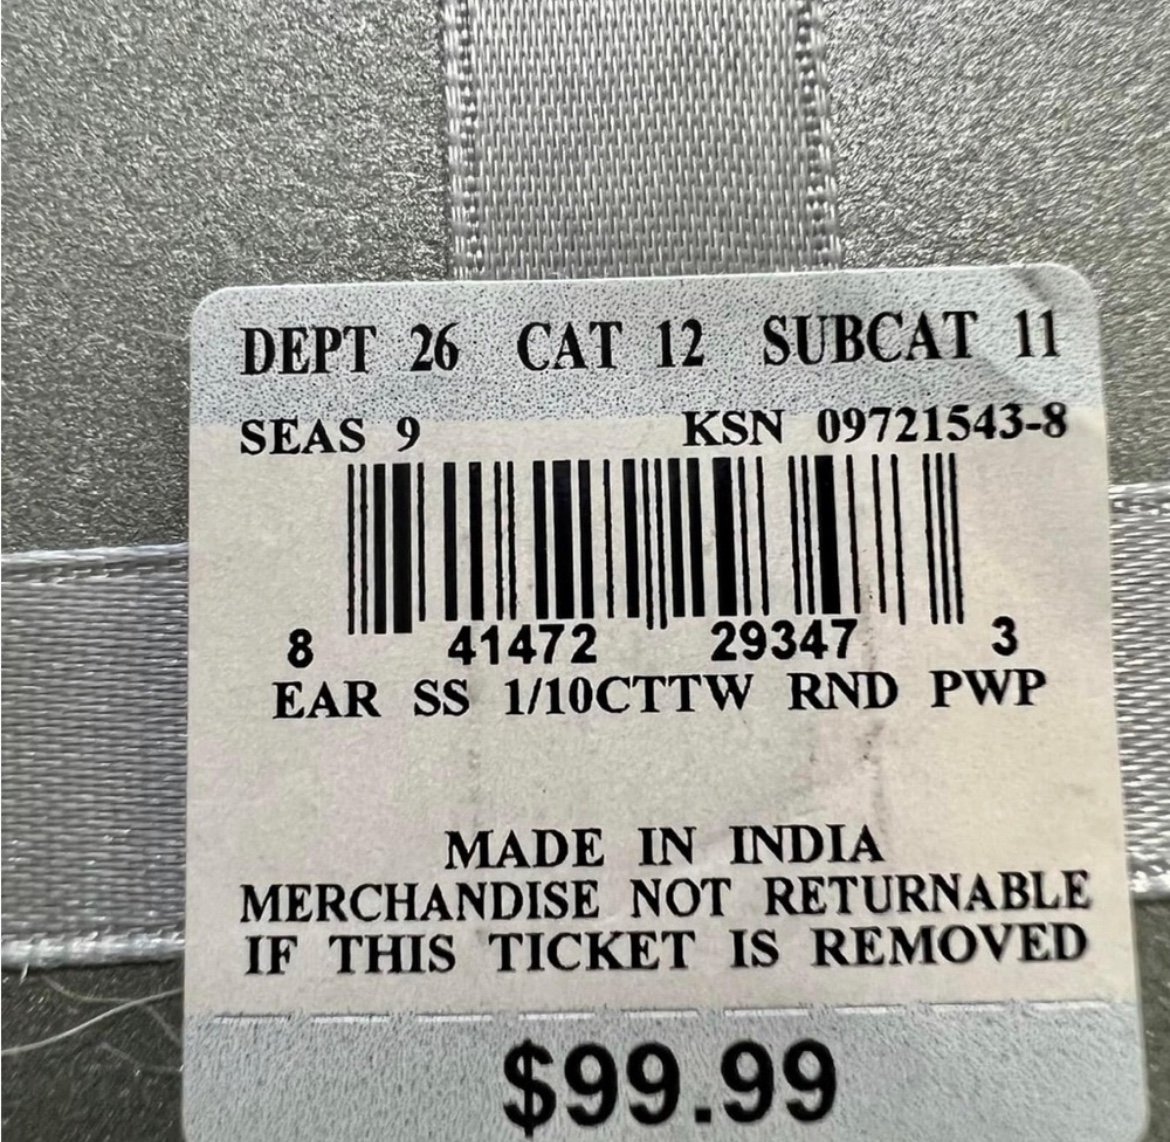 DEPT 26 CAT 12 SUBCAT 11
SEAS 9 KSN 09721543-8
8 41472 29347 3
EAR SS 1/10CTTW RND PWP
MADE IN INDIA
MERCHANDISE NOT RETURNABLE
IF THIS TICKET IS REMOVED
$99.99